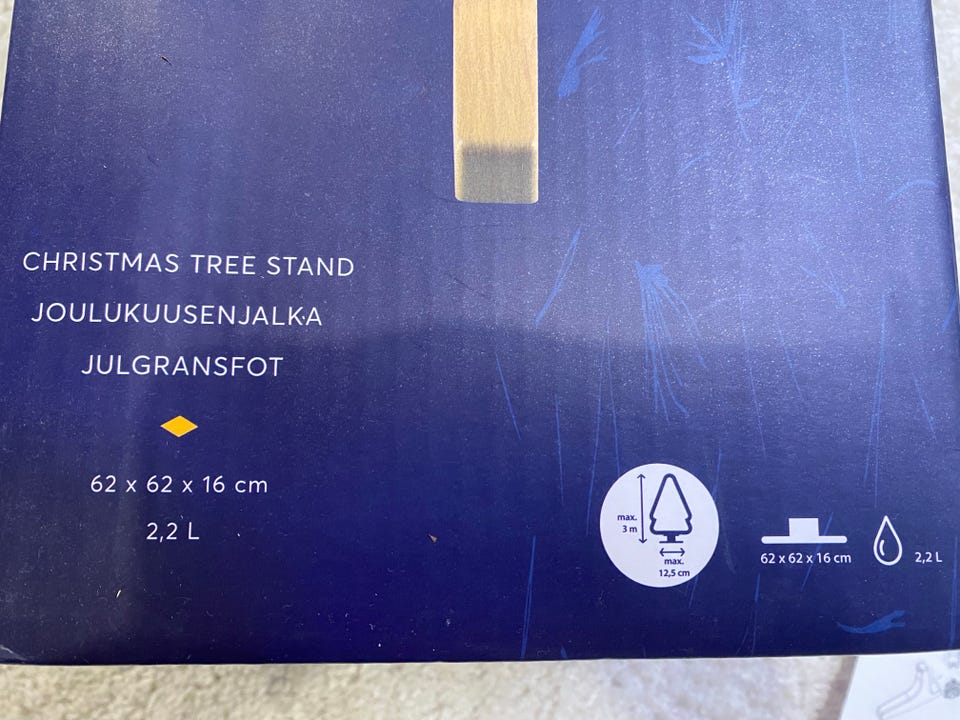 CHRISTMAS TREE STAND
JOULUKUUSENJALKA
JULGRANSFOT
62 x 62 x 16 cm
2,2 L
max.
3 m
max.
12,5 cm
62 x 62 x 16 cm
2,2 L